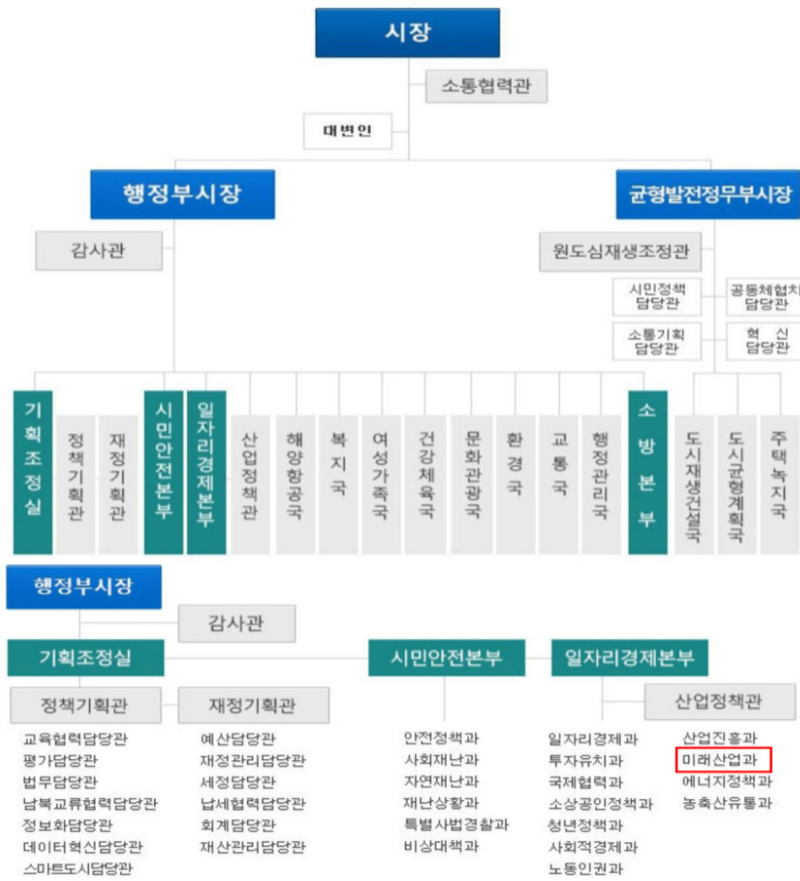 시장
소통협력관
대변인
행정부시장
균형발전정무부시장
감사관
원도심재생조정관
시민정책
담당관
공동체협치
담당관
소통기획
담당관
혁 신
담당관
기획조정실
정책기획관
재정기획관
시민안전본부
일자리경제본부
산업정책관
해양항공국
복지국
여성가족국
건강체육국
문화관광국
환경국
교통국
행정관리국
소방본부
도시재생건설국
도시균형계획국
주택녹지국
행정부시장
감사관
기획조정실
시민안전본부
일자리경제본부
정책기획관
재정기획관
산업정책관
교육협력담당관
평가담당관
법무담당관
남북교류협력담당관
정보화담당관
데이터혁신담당관
스마트도시담당관
예산담당관
재정관리담당관
세정담당관
납세협력담당관
회계담당관
재산관리담당관
안전정책과
사회재난과
자연재난과
재난상황과
특별사법경찰과
비상대책과
일자리경제과
투자유치과
국제협력과
소상공인정책과
청년정책과
사회적경제과
노동인권과
산업진흥과
미래산업과
에너지정책과
농축산유통과